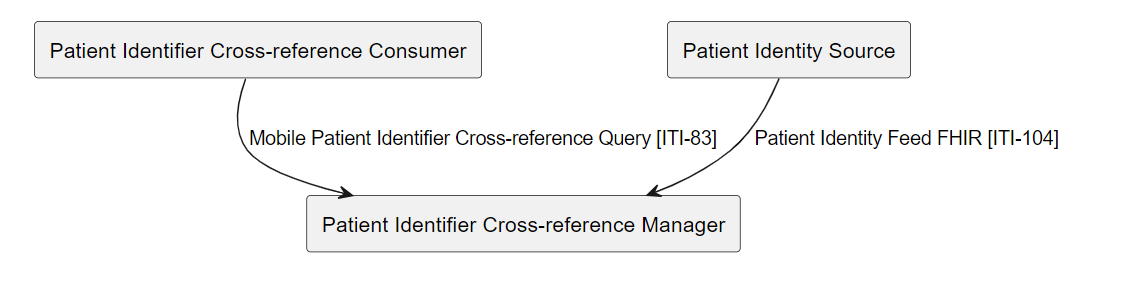 Patient Identifier Cross-reference Consumer
Patient Identity Source
Mobile Patient Identifier Cross-reference Query [ITI-83]
Patient Identity Feed FHIR [ITI-104]
Patient Identifier Cross-reference Manager